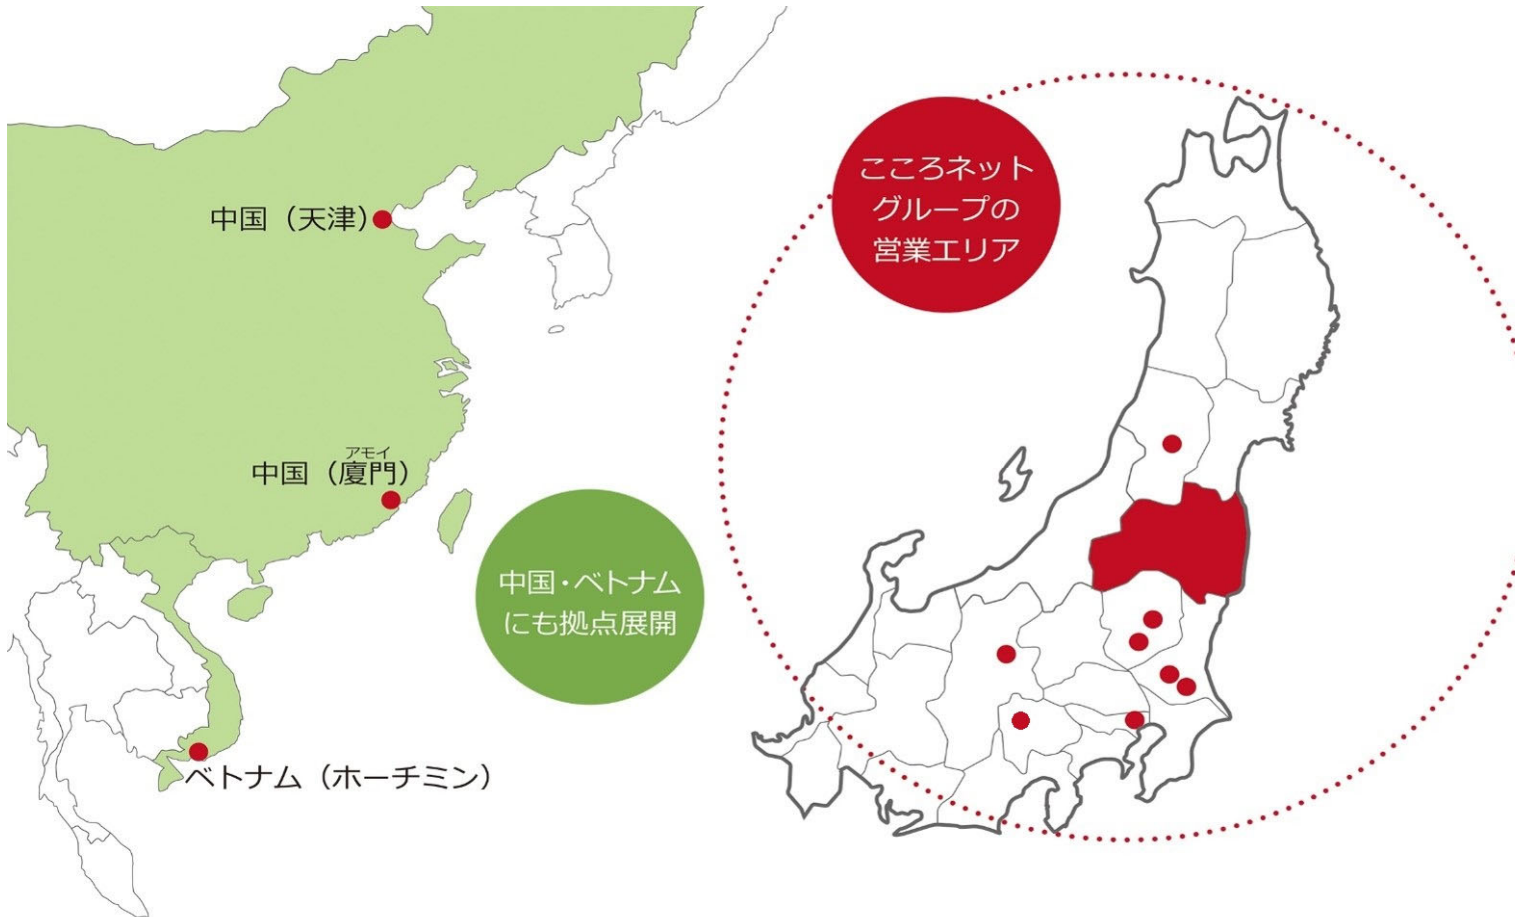 中国（天津）
アモイ
中国（廈門）
ベトナム（ホーチミン）
中国・ベトナム
にも拠点展開
こころネット
グループの
営業エリア